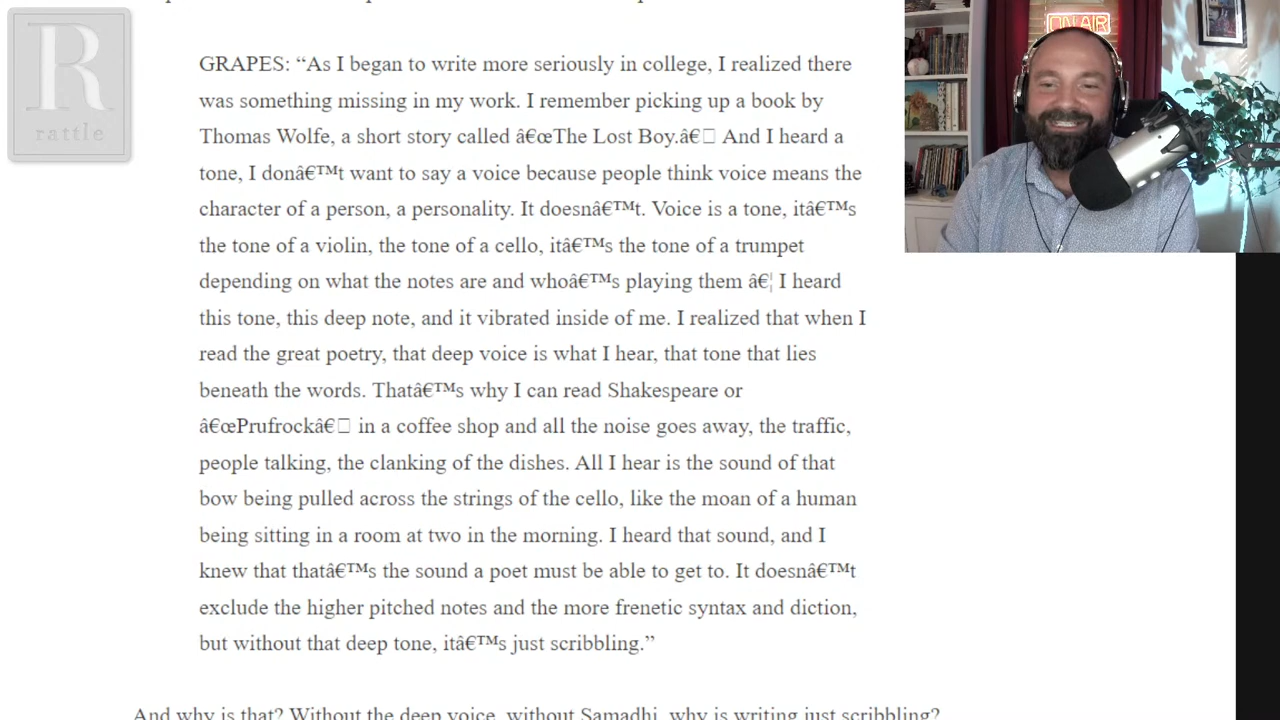 R
rattle
ON AIR
GRAPES: “As I began to write more seriously in college, I realized there
was something missing in my work. I remember picking up a book by
Thomas Wolfe, a short story called â€œThe Lost Boy.â€□ And I heard a
tone, I donâ€™t want to say a voice because people think voice means the
character of a person, a personality. It doesnâ€™t. Voice is a tone, itâ€™s
the tone of a violin, the tone of a cello, itâ€™s the tone of a trumpet
depending on what the notes are and whoâ€™s playing them â€¦ I heard
this tone, this deep note, and it vibrated inside of me. I realized that when I
read the great poetry, that deep voice is what I hear, that tone that lies
beneath the words. Thatâ€™s why I can read Shakespeare or
â€œPrufrockâ€□ in a coffee shop and all the noise goes away, the traffic,
people talking, the clanking of the dishes. All I hear is the sound of that
bow being pulled across the strings of the cello, like the moan of a human
being sitting in a room at two in the morning. I heard that sound, and I
knew that thatâ€™s the sound a poet must be able to get to. It doesnâ€™t
exclude the higher pitched notes and the more frenetic syntax and diction,
but without that deep tone, itâ€™s just scribbling.”
And why is that? Without the deep voice, without Samadhi, why is writing just scribbling?